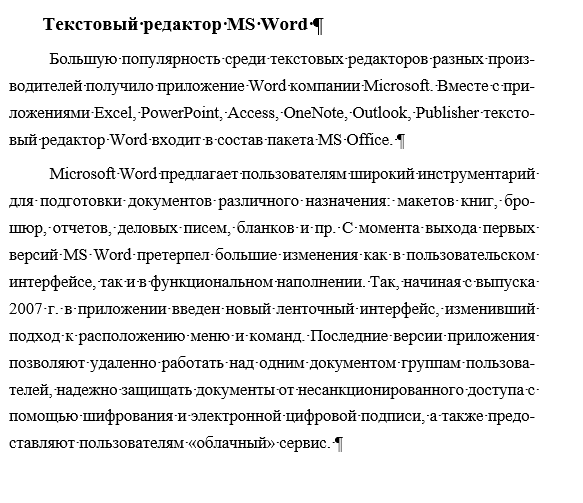 Текстовый·редактор·MS·Word·¶
Большую·популярность·среди·текстовых·редакторов·разных·произ-
водителей·получило·приложение·Word·компании·Microsoft.·Вместе·с·при-
ложениями·Excel,·PowerPoint,·Access,·OneNote,·Outlook,·Publisher·тексто-
вый·редактор·Word·входит·в·состав·пакета·MS·Office.·¶
Microsoft·Word·предлагает·пользователям·широкий·инструментарий·
для·подготовки·документов·различного·назначения:·макетов·книг,·бро-
шюр,·отчетов,·деловых·писем,·бланков·и·пр.·С·момента·выхода·первых·
версий·MS·Word·претерпел·большие·изменения·как·в·пользовательском·
интерфейсе,·так·и·в·функциональном·наполнении.·Так,·начиная·с·выпуска·
2007·г.·в·приложении·введен·новый·ленточный·интерфейс,·изменивший·
подход·к·расположению·меню·и·команд.·Последние·версии·приложения·
позволяют·удаленно·работать·над·одним·документом·группам·пользова-
телей,·надежно·защищать·документы·от·несанкционированного·доступа·с·
помощью·шифрования·и·электронной·цифровой·подписи,·а·также·предо-
ставляют·пользователям·«облачный»·сервис.·¶